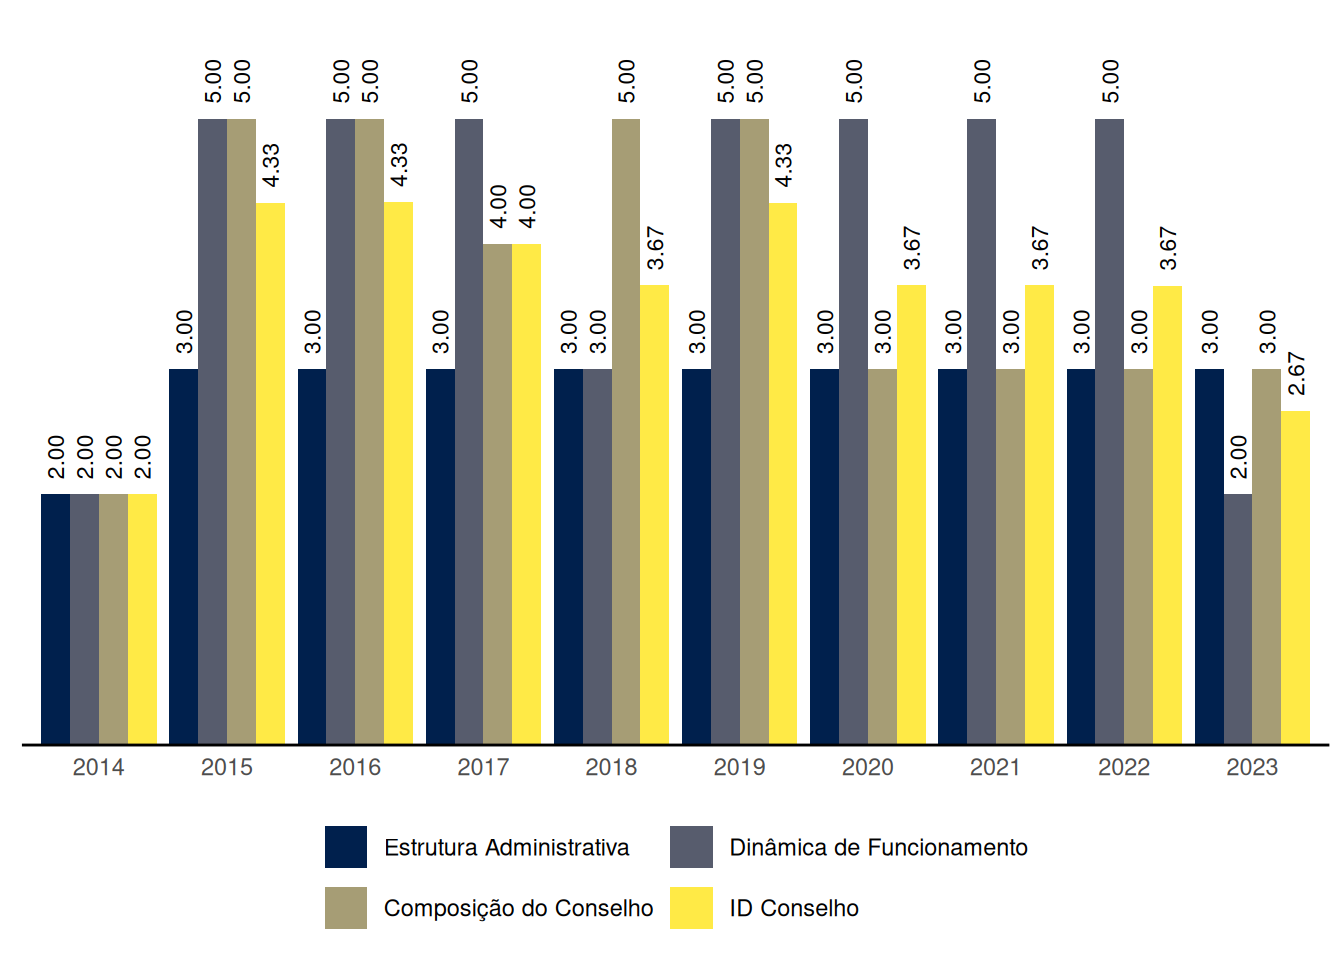 2.00 2.00 2.00 2.00
3.00 5.00 5.00 4.33
3.00 5.00 5.00 4.33
3.00 5.00 4.00 4.00
3.00 3.00 5.00 3.67
3.00 5.00 5.00 4.33
3.00 5.00 3.00 3.67
3.00 5.00 3.00 3.67
3.00 5.00 3.00 3.67
3.00 2.00 3.00 2.67
2014 2015 2016 2017 2018 2019 2020 2021 2022 2023
Estrutura Administrativa Dinâmica de Funcionamento
Composição do Conselho ID Conselho